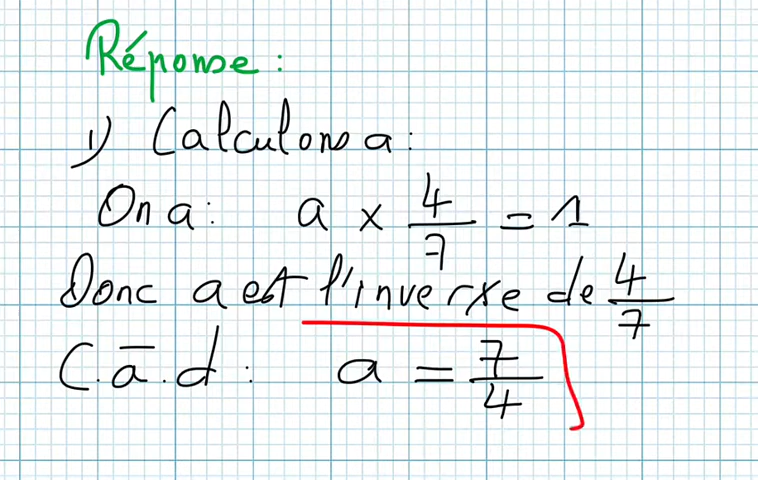 Réponse :
1) Calculons a :
On a : a × 4/7 = 1
Donc a est l'inverse de 4/7
C.ā.d : a = 7/4